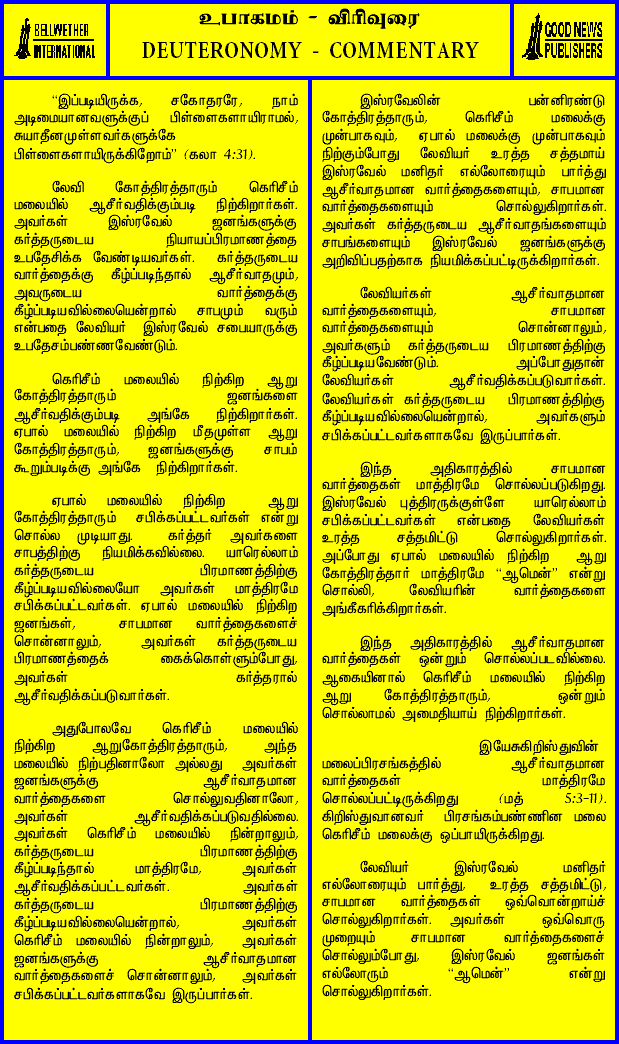 BELLWETHER
INTERNATIONAL
உபாகமம் - விரிவுரை
DEUTERONOMY - COMMENTARY
GOOD NEWS
PUBLISHERS
“இப்படியிருக்க, சகோதரரே, நாம்
அடிமையானவளுக்குப் பிள்ளைகளாயிராமல்,
சுயாதீனமுள்ளவர்களுக்கே
பிள்ளைகளாயிருக்கிறோம்” (கலா 4:31).
லேவி கோத்திரத்தாரும் கெரிசீம்
மலையில் ஆசீர்வதிக்கும்படி நிற்கிறார்கள்.
அவர்கள் இஸ்ரவேல் ஜனங்களுக்கு
கர்த்தருடைய நியாயப்பிரமாணத்தை
உபதேசிக்க வேண்டியவர்கள். கர்த்தருடைய
வார்த்தைக்கு கீழ்ப்படிந்தால் ஆசீர்வாதமும்,
அவருடைய வார்த்தைக்கு
கீழ்ப்படியவில்லையென்றால் சாபமும் வரும்
என்பதை லேவியர் இஸ்ரவேல் சபையாருக்கு
உபதேசம்பண்ணவேண்டும்.
கெரிசீம் மலையில் நிற்கிற ஆறு
கோத்திரத்தாரும் ஜனங்களை
ஆசீர்வதிக்கும்படி அங்கே நிற்கிறார்கள்.
ஏபால் மலையில் நிற்கிற மீதமுள்ள ஆறு
கோத்திரத்தாரும், ஜனங்களுக்கு சாபம்
கூறும்படிக்கு அங்கே நிற்கிறார்கள்.
ஏபால் மலையில் நிற்கிற ஆறு
கோத்திரத்தாரும் சபிக்கப்பட்டவர்கள் என்று
சொல்ல முடியாது. கர்த்தர் அவர்களை
சாபத்திற்கு நியமிக்கவில்லை. யாரெல்லாம்
கர்த்தருடைய பிரமாணத்திற்கு
கீழ்ப்படியவில்லையோ அவர்கள் மாத்திரமே
சபிக்கப்பட்டவர்கள். ஏபால் மலையில் நிற்கிற
ஜனங்கள், சாபமான வார்த்தைகளைச்
சொன்னாலும், அவர்கள் கர்த்தருடைய
பிரமாணத்தைக் கைக்கொள்ளும்போது,
அவர்கள் கர்த்தரால்
ஆசீர்வதிக்கப்படுவார்கள்.
அதுபோலவே கெரிசீம் மலையில்
நிற்கிற ஆறுகோத்திரத்தாரும், அந்த
மலையில் நிற்பதினாலோ அல்லது அவர்கள்
ஜனங்களுக்கு ஆசீர்வாதமான
வார்த்தைகளை சொல்லுவதினாலோ,
அவர்கள் ஆசீர்வதிக்கப்படுவதில்லை.
அவர்கள் கெரிசீம் மலையில் நின்றாலும்,
கர்த்தருடைய பிரமாணத்திற்கு
கீழ்ப்படிந்தால் மாத்திரமே, அவர்கள்
ஆசீர்வதிக்கப்பட்டவர்கள். அவர்கள்
கர்த்தருடைய பிரமாணத்திற்கு
கீழ்ப்படியவில்லையென்றால், அவர்கள்
கெரிசீம் மலையில் நின்றாலும், அவர்கள்
ஜனங்களுக்கு ஆசீர்வாதமான
வார்த்தைகளைச் சொன்னாலும், அவர்கள்
சபிக்கப்பட்டவர்களாகவே இருப்பார்கள்.
இஸ்ரவேலின் பன்னிரண்டு
கோத்திரத்தாரும், கெரிசீம் மலைக்கு
முன்பாகவும், ஏபால் மலைக்கு முன்பாகவும்
நிற்கும்போது லேவியர் உரத்த சத்தமாய்
இஸ்ரவேல் மனிதர் எல்லோரையும் பார்த்து
ஆசீர்வாதமான வார்த்தைகளையும், சாபமான
வார்த்தைகளையும் சொல்லுகிறார்கள்.
அவர்கள் கர்த்தருடைய ஆசீர்வாதங்களையும்
சாபங்களையும் இஸ்ரவேல் ஜனங்களுக்கு
அறிவிப்பதற்காக நியமிக்கப்பட்டிருக்கிறார்கள்.
லேவியர்கள் ஆசீர்வாதமான
வார்த்தைகளையும், சாபமான
வார்த்தைகளையும் சொன்னாலும்,
அவர்களும் கர்த்தருடைய பிரமாணத்திற்கு
கீழ்ப்படியவேண்டும். அப்போதுதான்
லேவியர்கள் ஆசீர்வதிக்கப்படுவார்கள்.
லேவியர்கள் கர்த்தருடைய பிரமாணத்திற்கு
கீழ்ப்படியவில்லையென்றால், அவர்களும்
சபிக்கப்பட்டவர்களாகவே இருப்பார்கள்.
இந்த அதிகாரத்தில் சாபமான
வார்த்தைகள் மாத்திரமே சொல்லப்படுகிறது.
இஸ்ரவேல் புத்திரருக்குள்ளே யாரெல்லாம்
சபிக்கப்பட்டவர்கள் என்பதை லேவியர்கள்
உரத்த சத்தமிட்டு சொல்லுகிறார்கள்.
அப்போது ஏபால் மலையில் நிற்கிற ஆறு
கோத்திரத்தார் மாத்திரமே “ஆமென்” என்று
சொல்லி, லேவியரின் வார்த்தைகளை
அங்கீகரிக்கிறார்கள்.
இந்த அதிகாரத்தில் ஆசீர்வாதமான
வார்த்தைகள் ஒன்றும் சொல்லப்படவில்லை.
ஆகையினால் கெரிசீம் மலையில் நிற்கிற
ஆறு கோத்திரத்தாரும், ஒன்றும்
சொல்லாமல் அமைதியாய் நிற்கிறார்கள்.
இயேசுகிறிஸ்துவின்
மலைப்பிரசங்கத்தில் ஆசீர்வாதமான
வார்த்தைகள் மாத்திரமே
சொல்லப்பட்டிருக்கிறது (மத் 5:3-11).
கிறிஸ்துவானவர் பிரசங்கம்பண்ணின மலை
கெரிசீம் மலைக்கு ஒப்பாயிருக்கிறது.
லேவியர் இஸ்ரவேல் மனிதர்
எல்லோரையும் பார்த்து, உரத்த சத்தமிட்டு,
சாபமான வார்த்தைகள் ஒவ்வொன்றாய்ச்
சொல்லுகிறார்கள். அவர்கள் ஒவ்வொரு
முறையும் சாபமான வார்த்தைகளைச்
சொல்லும்போது, இஸ்ரவேல் ஜனங்கள்
எல்லோரும் “ஆமென்” என்று
சொல்லுகிறார்கள்.